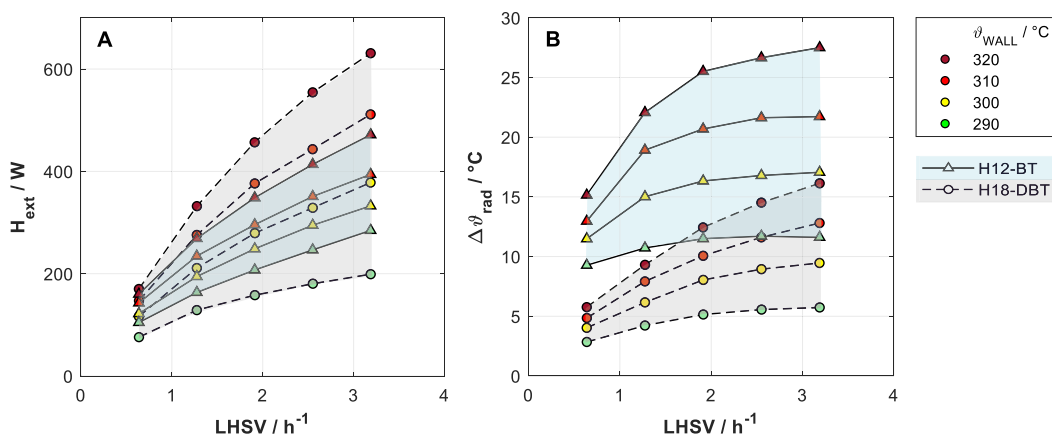 A
600
400
200
0
H_ext / W
0 1 2 3 4
LHSV / h^-1
B
30
25
20
15
10
5
0
Δϑ_rad / °C
0 1 2 3 4
LHSV / h^-1
ϑ_WALL / °C
320
310
300
290
H12-BT
H18-DBT